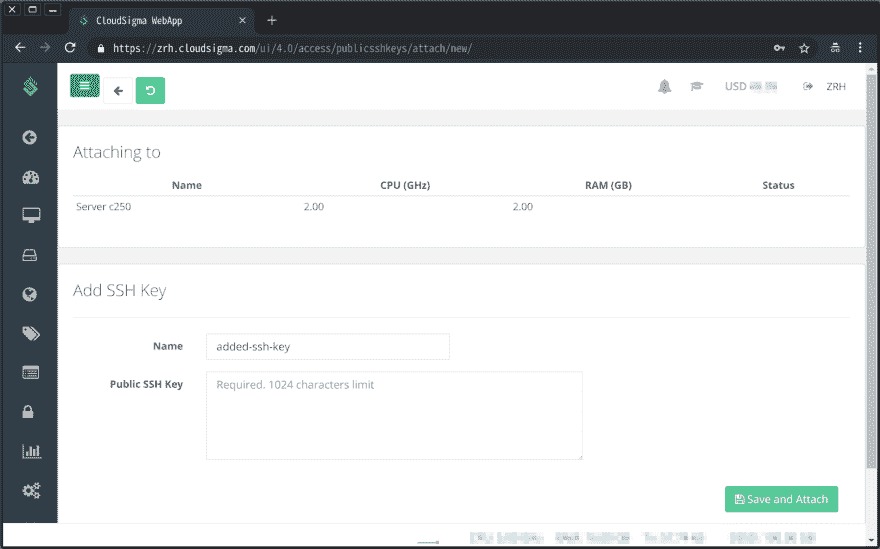 CloudSigma WebApp
https://zrh.cloudsigma.com/ui/4.0/access/publicsshkeys/attach/new/
USD
ZRH
Attaching to
Name CPU (GHz) RAM (GB) Status
Server c250 2.00 2.00
Add SSH Key
Name added-ssh-key
Public SSH Key Required. 1024 characters limit
Save and Attach